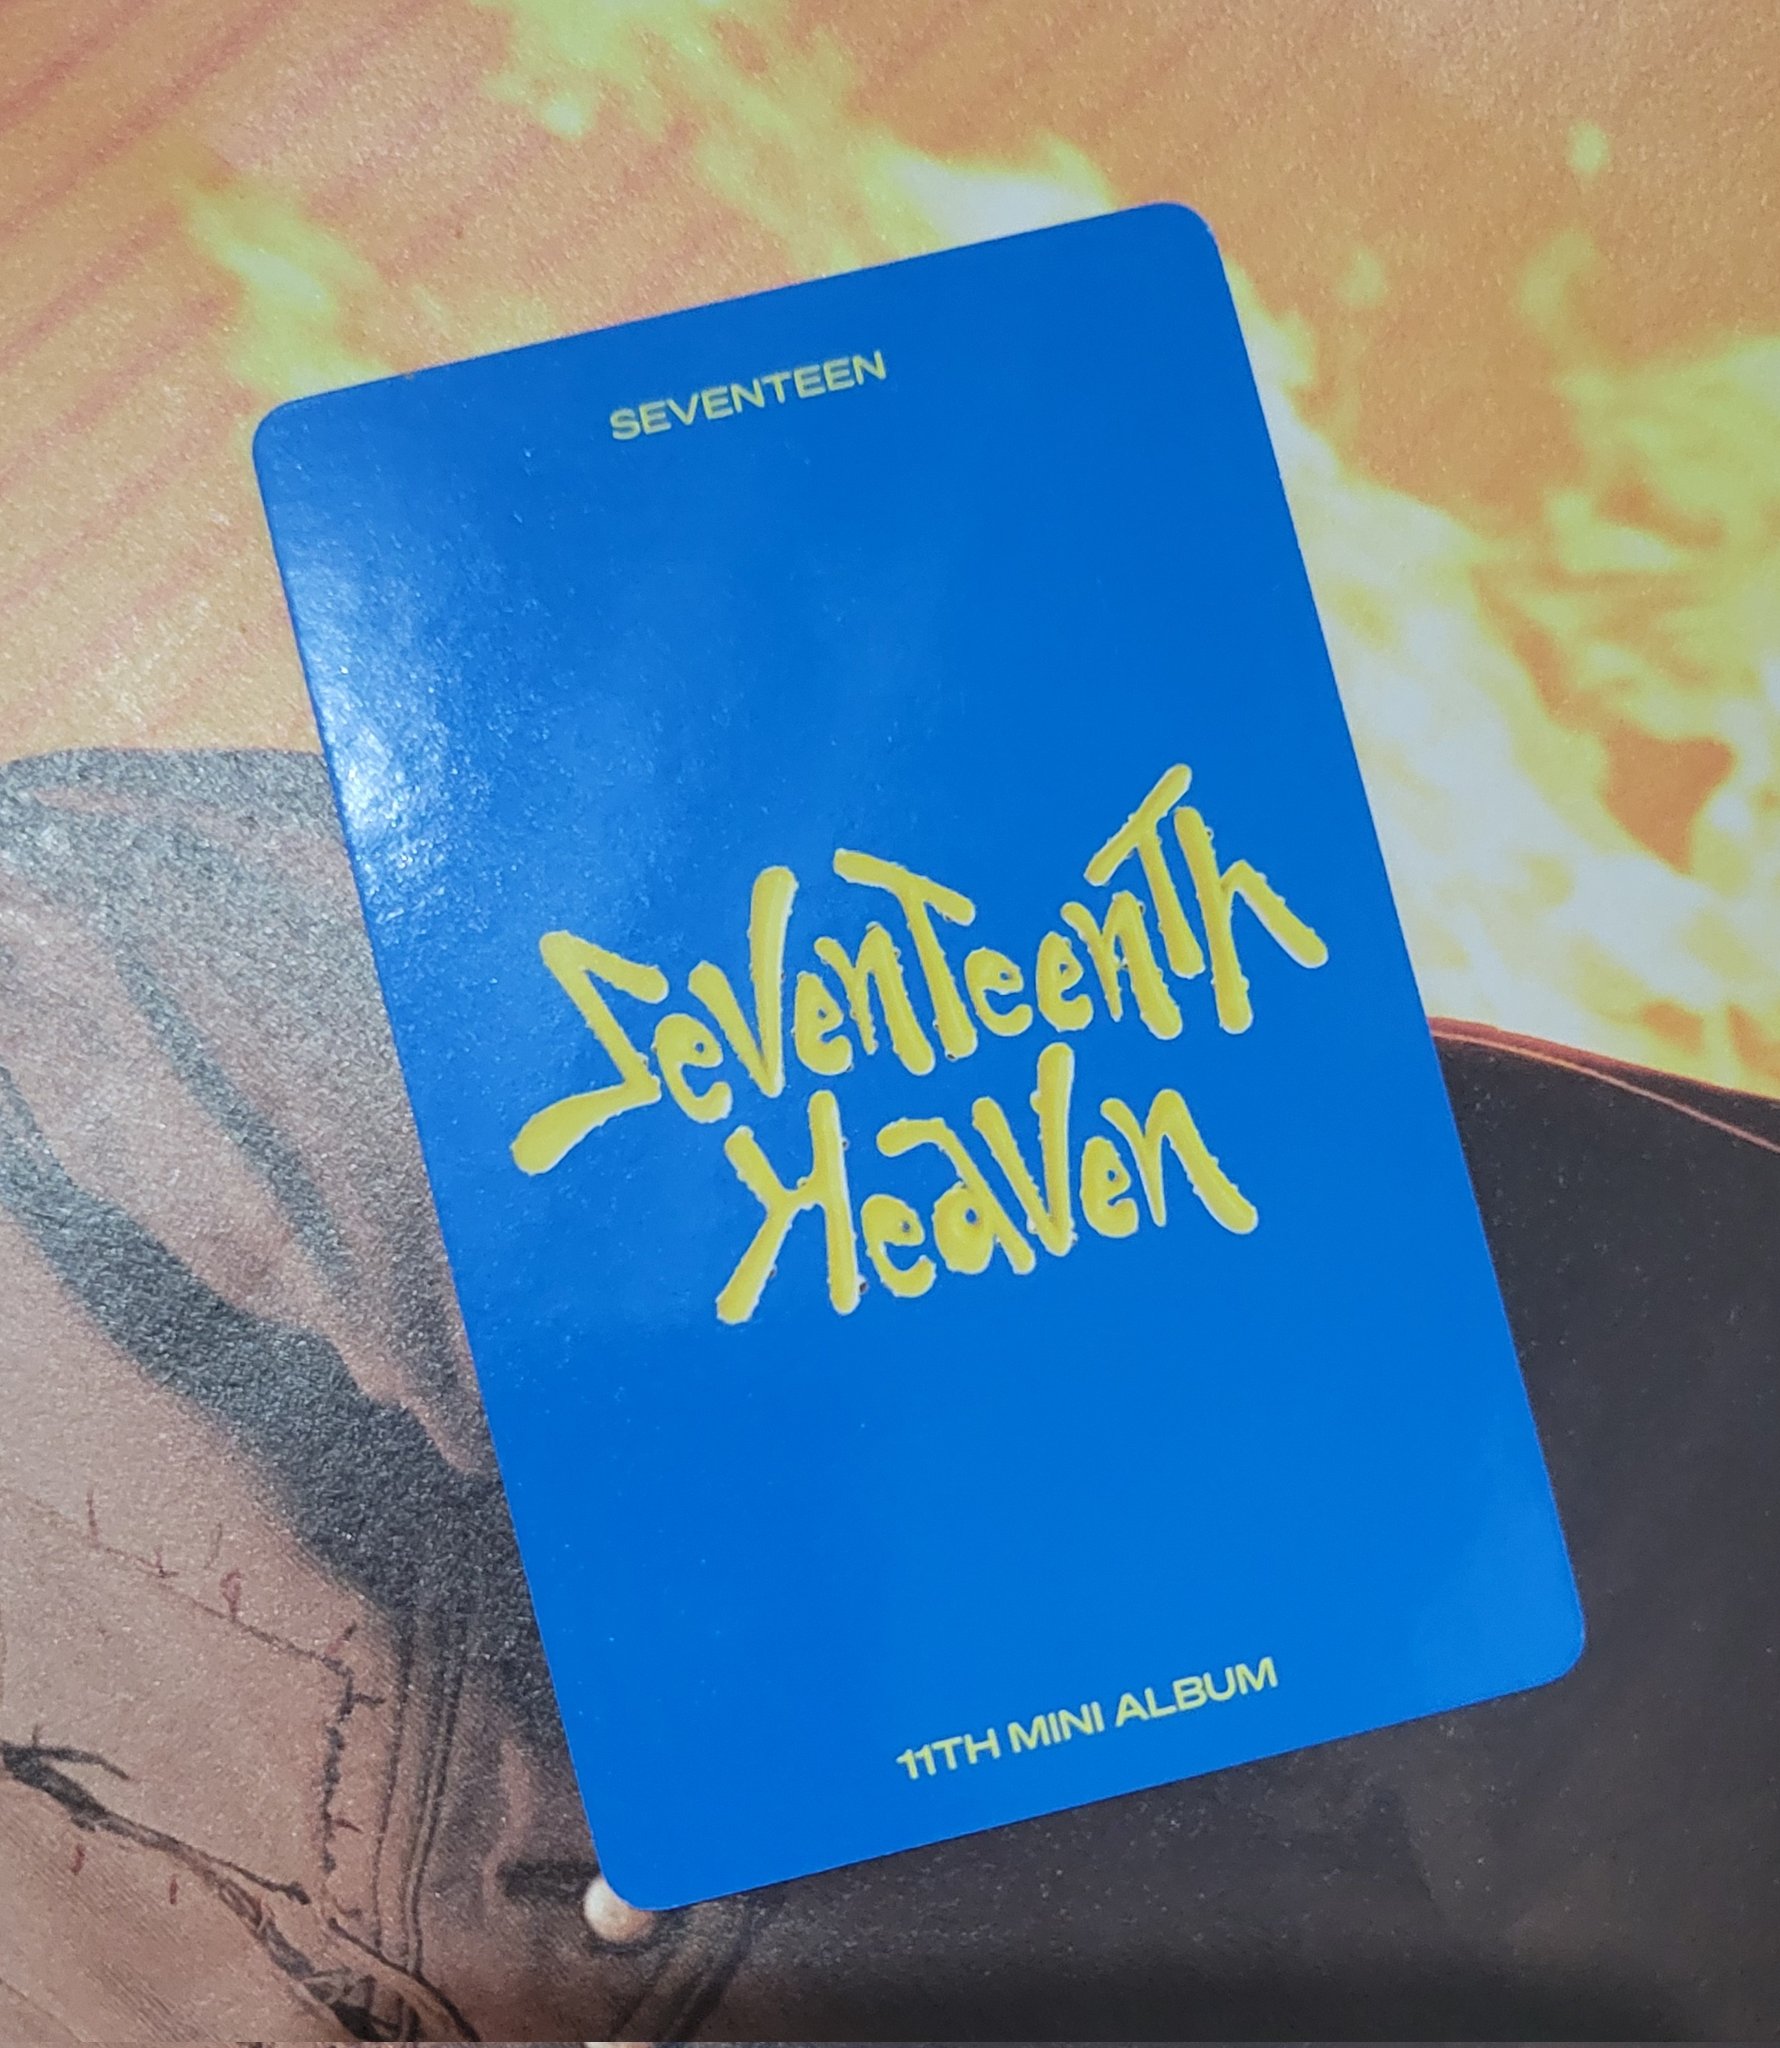 SEVENTEEN
SevenTeenTh
Heaven
11TH MINI ALBUM